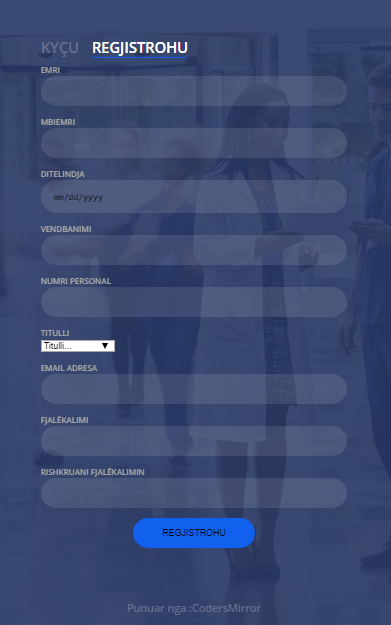 KYÇU REGJISTROHU
EMRI
MBIEMRI
DITELINDJA
mm/dd/yyyy
VENDBANIMI
NUMRI PERSONAL
TITULLI
Titulli...
EMAIL ADRESA
FJALËKALIMI
RISHKRUANI FJALËKALIMIN
REGJISTROHU
Punuar nga :CodersMirror